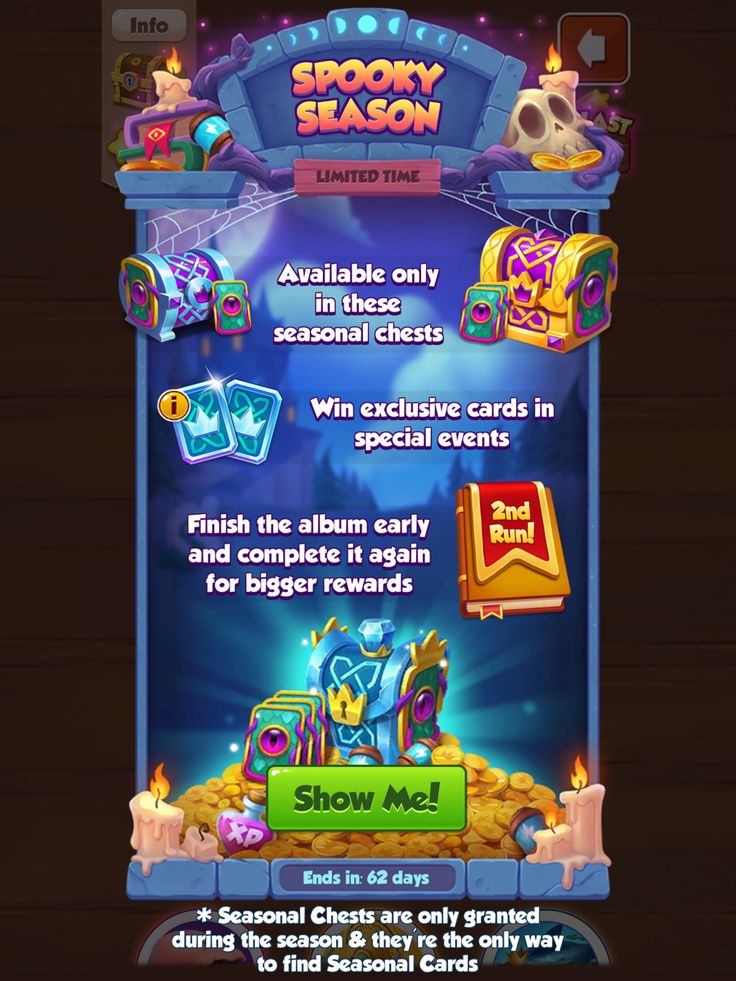 Info
SPOOKY
SEASON
LIMITED TIME
Available only
in these
seasonal chests
i
Win exclusive cards in
special events
Finish the album early
and complete it again
for bigger rewards
2nd
Run!
Show Me!
XP
Ends in: 62 days
* Seasonal Chests are only granted
during the season & they're the only way
to find Seasonal Cards